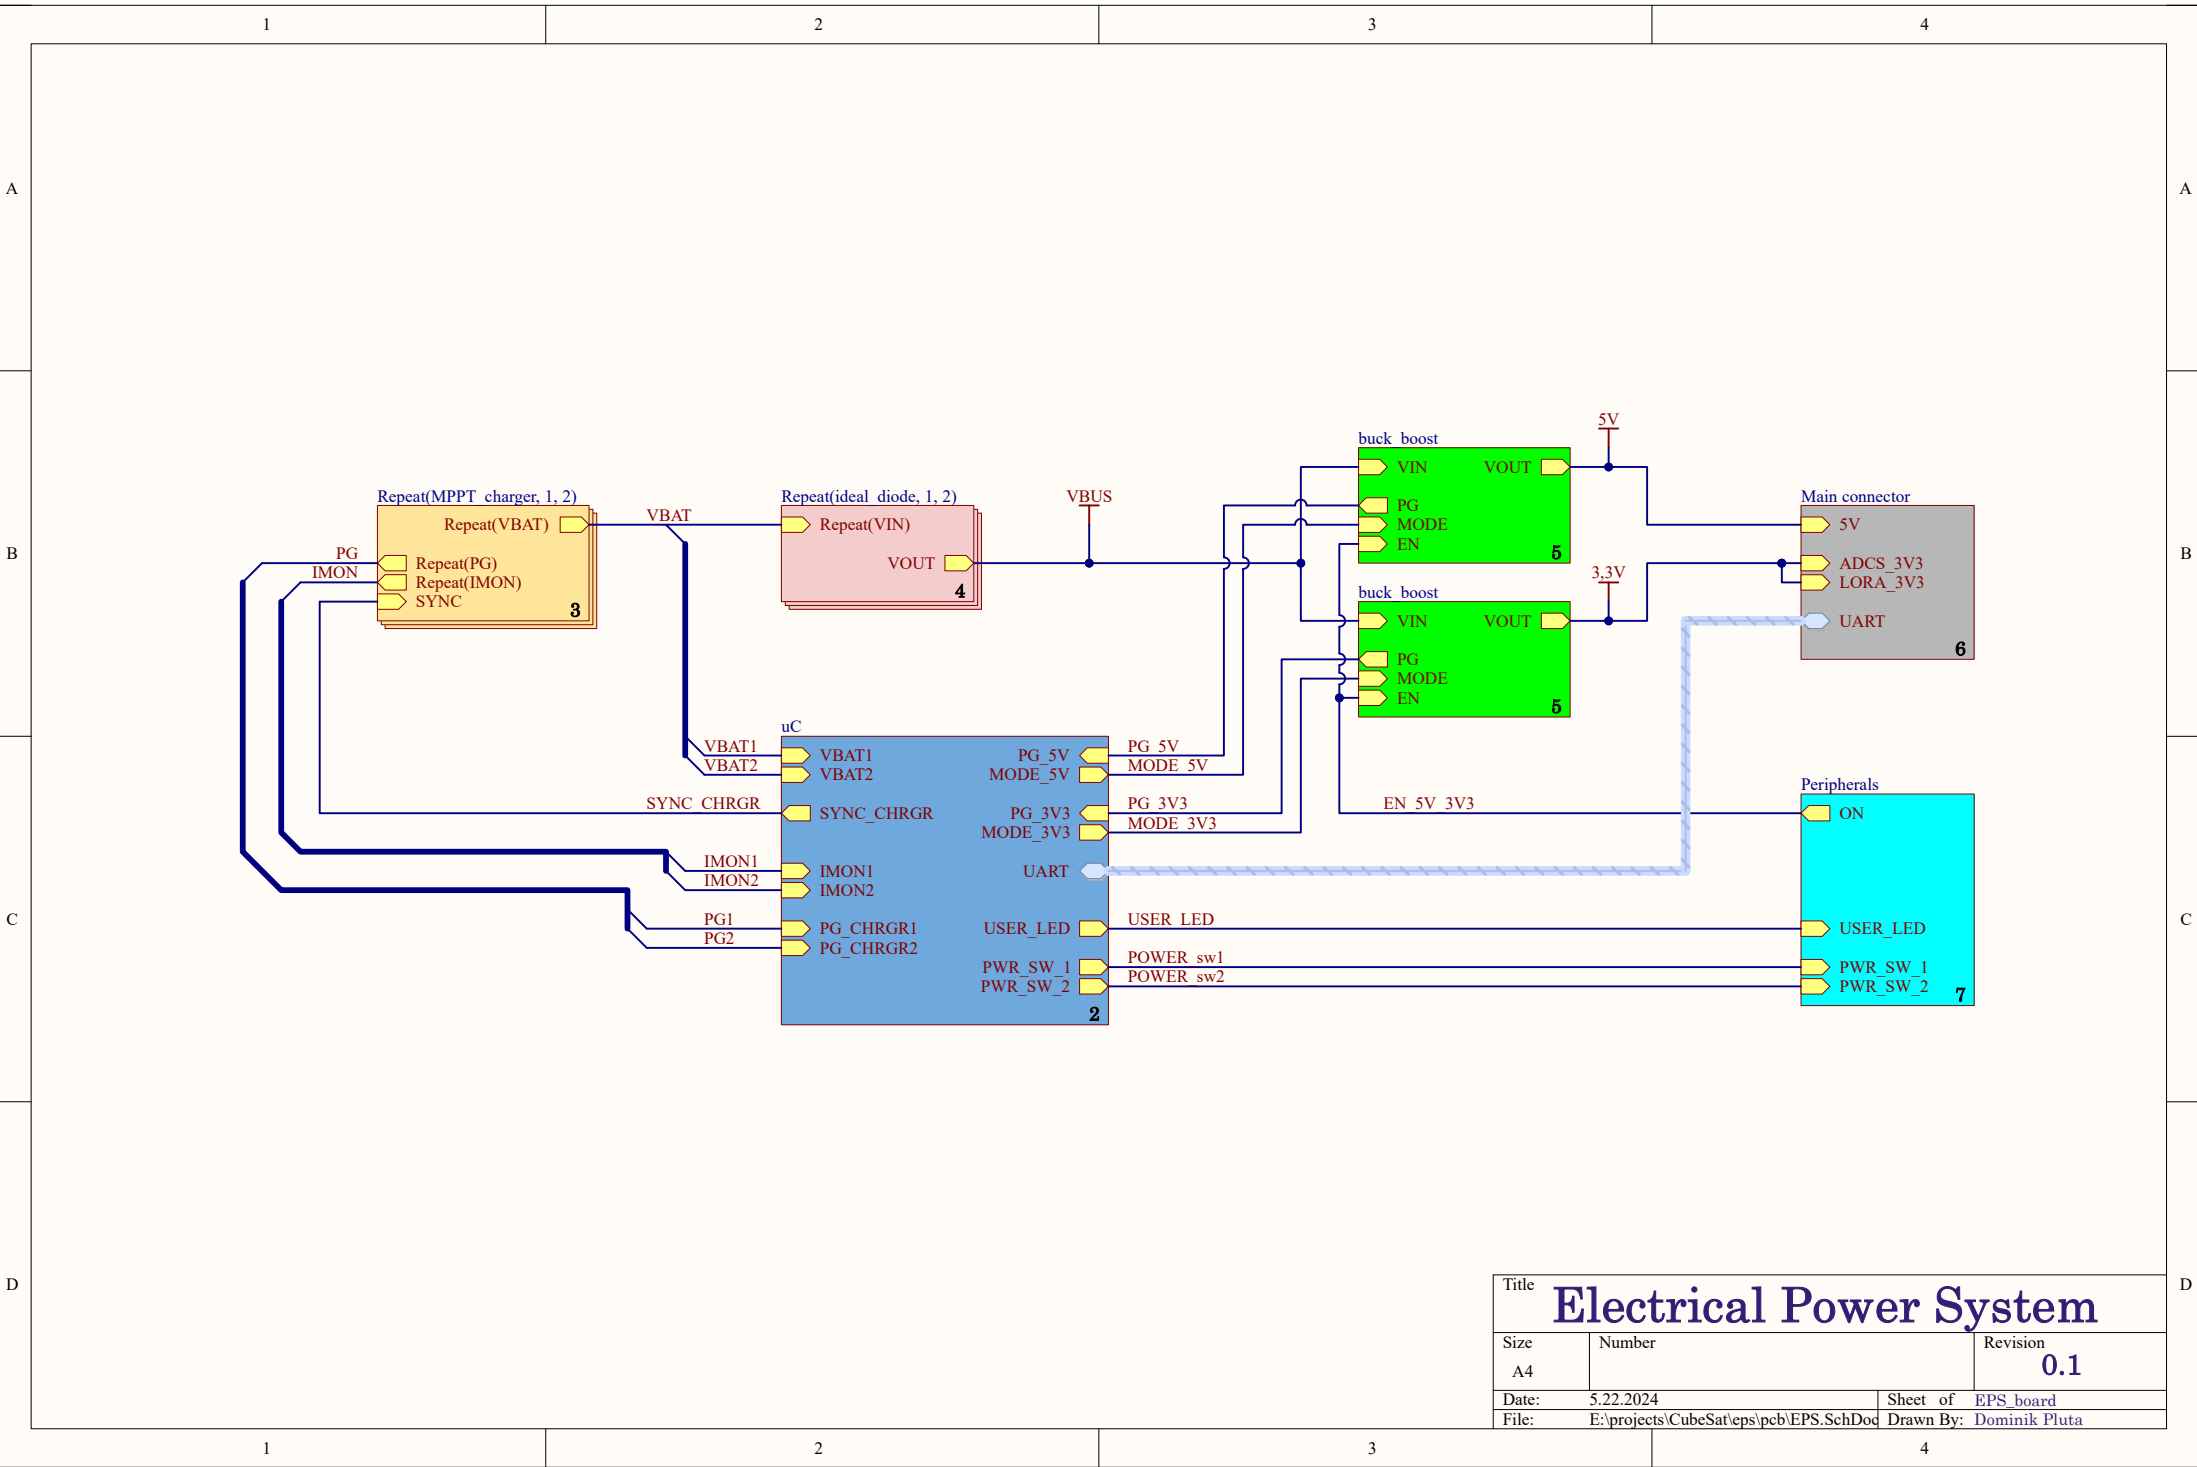 1 2 3 4
A A
B B
C C
D D
Repeat(MPPT_charger, 1, 2)
Repeat(VBAT)
Repeat(PG)
Repeat(IMON)
SYNC
3
PG
IMON
VBAT
Repeat(ideal_diode, 1, 2)
Repeat(VIN)
VOUT
4
VBUS
buck_boost
VIN VOUT
PG
MODE
EN
5
5V
buck_boost
VIN VOUT
PG
MODE
EN
5
3,3V
Main connector
5V
ADCS_3V3
LORA_3V3
UART
6
uC
VBAT1 VBAT1 PG_5V PG_5V
VBAT2 VBAT2 MODE_5V MODE_5V
SYNC_CHRGR SYNC_CHRGR PG_3V3 PG_3V3
MODE_3V3 MODE_3V3
IMON1 IMON1 UART
IMON2 IMON2
PG1 PG_CHRGR1 USER_LED USER_LED
PG2 PG_CHRGR2
PWR_SW_1 POWER_sw1
PWR_SW_2 POWER_sw2
2
EN_5V_3V3
Peripherals
ON
USER_LED
PWR_SW_1
PWR_SW_2
7
Title Electrical Power System
Size Number Revision
A4 0.1
Date: 5.22.2024 Sheet of EPS_board
File: E:\projects\CubeSat\eps\pcb\EPS.SchDoc Drawn By: Dominik Pluta
1 2 3 4